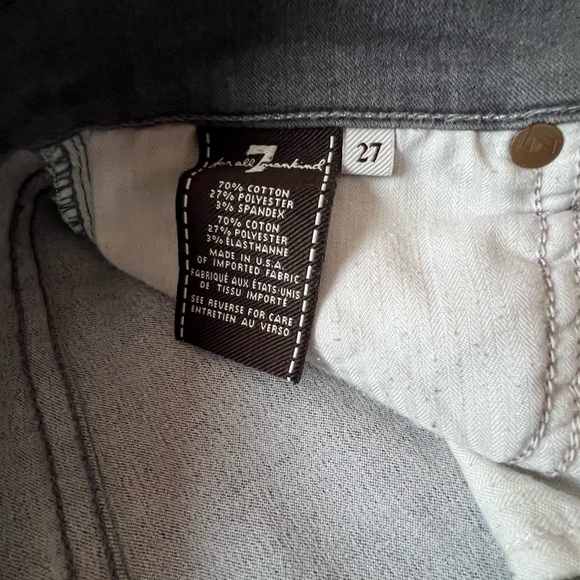 7
for all mankind
27
70% COTTON
27% POLYESTER
3% SPANDEX
70% COTON
27% POLYESTER
3% ÉLASTHANNE
MADE IN U.S.A.
OF IMPORTED FABRIC
FABRIQUÉ AUX ÉTATS-UNIS
DE TISSU IMPORTÉ
SEE REVERSE FOR CARE
ENTRETIEN AU VERSO